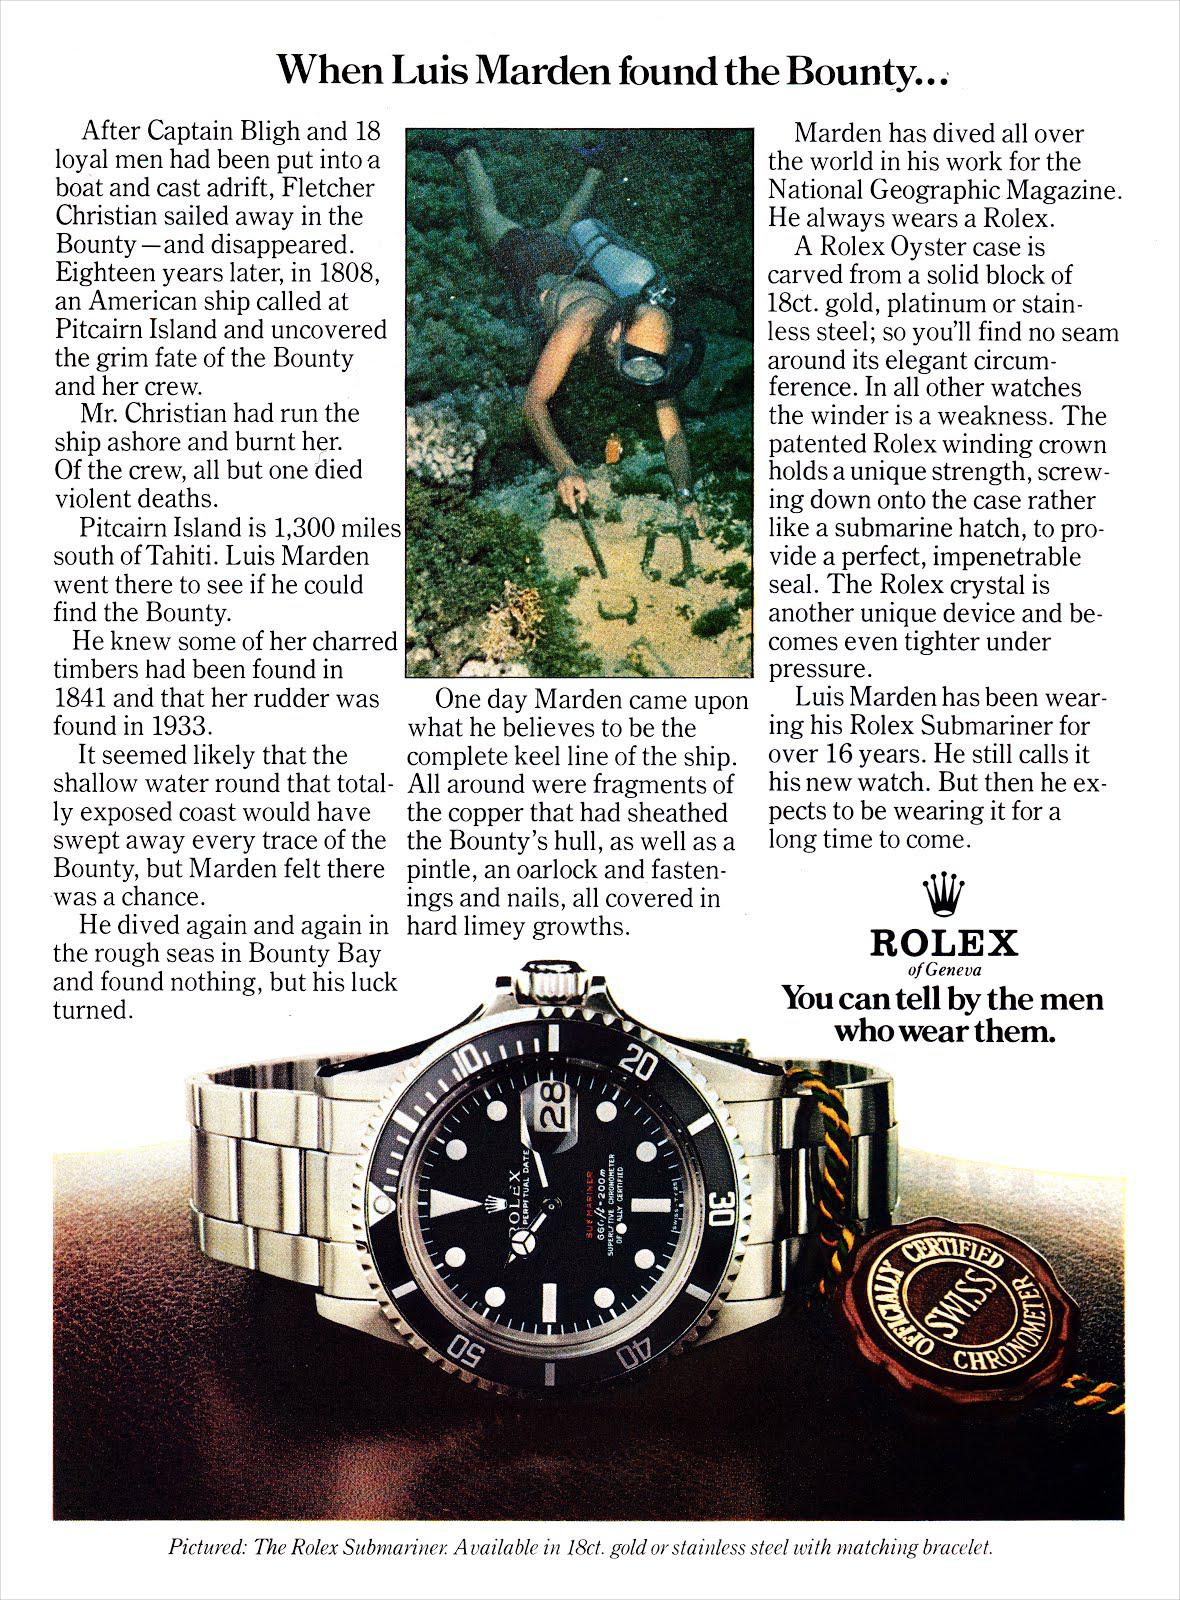 When Luis Marden found the Bounty...
After Captain Bligh and 18
loyal men had been put into a
boat and cast adrift, Fletcher
Christian sailed away in the
Bounty—and disappeared.
Eighteen years later, in 1808,
an American ship called at
Pitcairn Island and uncovered
the grim fate of the Bounty
and her crew.
Mr. Christian had run the
ship ashore and burnt her.
Of the crew, all but one died
violent deaths.
Pitcairn Island is 1,300 miles
south of Tahiti. Luis Marden
went there to see if he could
find the Bounty.
He knew some of her charred
timbers had been found in
1841 and that her rudder was
found in 1933.
It seemed likely that the
shallow water round that total-
ly exposed coast would have
swept away every trace of the
Bounty, but Marden felt there
was a chance.
He dived again and again in
the rough seas in Bounty Bay
and found nothing, but his luck
turned.
One day Marden came upon
what he believes to be the
complete keel line of the ship.
All around were fragments of
the copper that had sheathed
the Bounty's hull, as well as a
pintle, an oarlock and fasten-
ings and nails, all covered in
hard limey growths.
Marden has dived all over
the world in his work for the
National Geographic Magazine.
He always wears a Rolex.
A Rolex Oyster case is
carved from a solid block of
18ct. gold, platinum or stain-
less steel; so you'll find no seam
around its elegant circum-
ference. In all other watches
the winder is a weakness. The
patented Rolex winding crown
holds a unique strength, screw-
ing down onto the case rather
like a submarine hatch, to pro-
vide a perfect, impenetrable
seal. The Rolex crystal is
another unique device and be-
comes even tighter under
pressure.
Luis Marden has been wear-
ing his Rolex Submariner for
over 16 years. He still calls it
his new watch. But then he ex-
pects to be wearing it for a
long time to come.
ROLEX
of Geneva
You can tell by the men
who wear them.
10
20
30
40
50
28
ROLEX
PERPETUAL DATE
SUBMARINER
660ft=200m
SUPERLATIVE CHRONOMETER
OFFICIALLY CERTIFIED
OFFICIALLY CERTIFIED
SWISS
CHRONOMETER
Pictured: The Rolex Submariner. Available in 18ct. gold or stainless steel with matching bracelet.